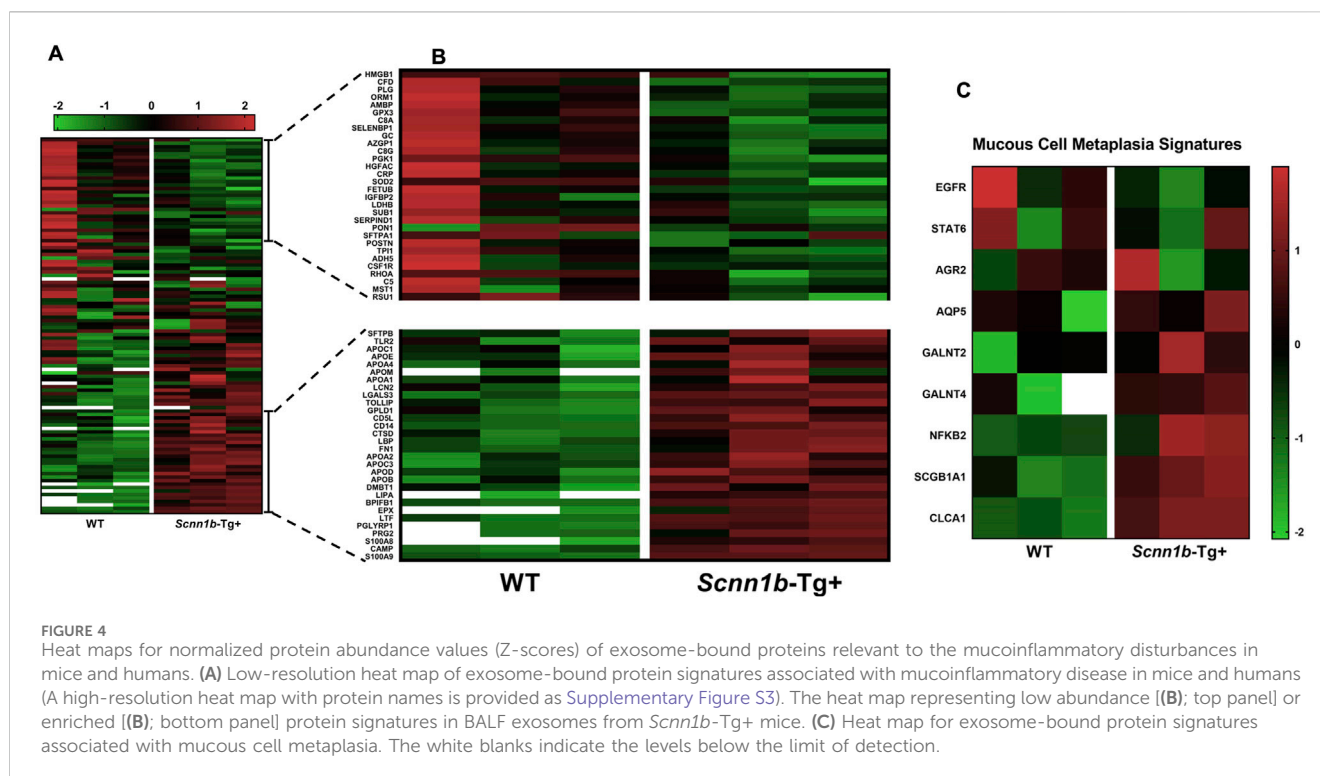 A
-2 -1 0 1 2
WT
Scnn1b-Tg+
B
HMGB1
CFD
PLG
ORM1
AMBP
GPX3
C8A
SELENBP1
GC
AZGP1
C8G
PGK1
HGFAC
CRP
SOD2
FETUB
IGFBP2
LDHB
SUB1
SERPIND1
PON1
SFTPA1
POSTN
TPI1
ADH5
CSF1R
RHOA
C5
MST1
RSU1
SFTPB
TLR2
APOC1
APOE
APOA4
APOM
APOA1
LCN2
LGALS3
TOLLIP
GPLD1
CD5L
CD14
CTSD
LBP
FN1
APOA2
APOC3
APOD
APOB
DMBT1
LIPA
BPIFB1
EPX
LTF
PGLYRP1
PRG2
S100A8
CAMP
S100A9
WT
Scnn1b-Tg+
C
Mucous Cell Metaplasia Signatures
EGFR
STAT6
AGR2
AQP5
GALNT2
GALNT4
NFKB2
SCGB1A1
CLCA1
WT
Scnn1b-Tg+
1
0
-1
-2
FIGURE 4
Heat maps for normalized protein abundance values (Z-scores) of exosome-bound proteins relevant to the mucoinflammatory disturbances in
mice and humans. (A) Low-resolution heat map of exosome-bound protein signatures associated with mucoinflammatory disease in mice and humans
(A high-resolution heat map with protein names is provided as Supplementary Figure S3). The heat map representing low abundance [(B); top panel] or
enriched [(B); bottom panel] protein signatures in BALF exosomes from Scnn1b-Tg+ mice. (C) Heat map for exosome-bound protein signatures
associated with mucous cell metaplasia. The white blanks indicate the levels below the limit of detection.